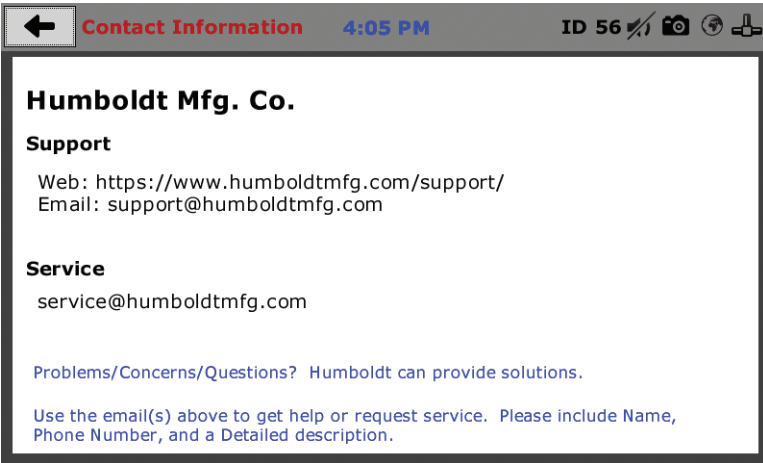 Contact Information 4:05 PM ID 56
Humboldt Mfg. Co.
Support
Web: https://www.humboldtmfg.com/support/
Email: support@humboldtmfg.com
Service
service@humboldtmfg.com
Problems/Concerns/Questions? Humboldt can provide solutions.
Use the email(s) above to get help or request service. Please include Name,
Phone Number, and a Detailed description.